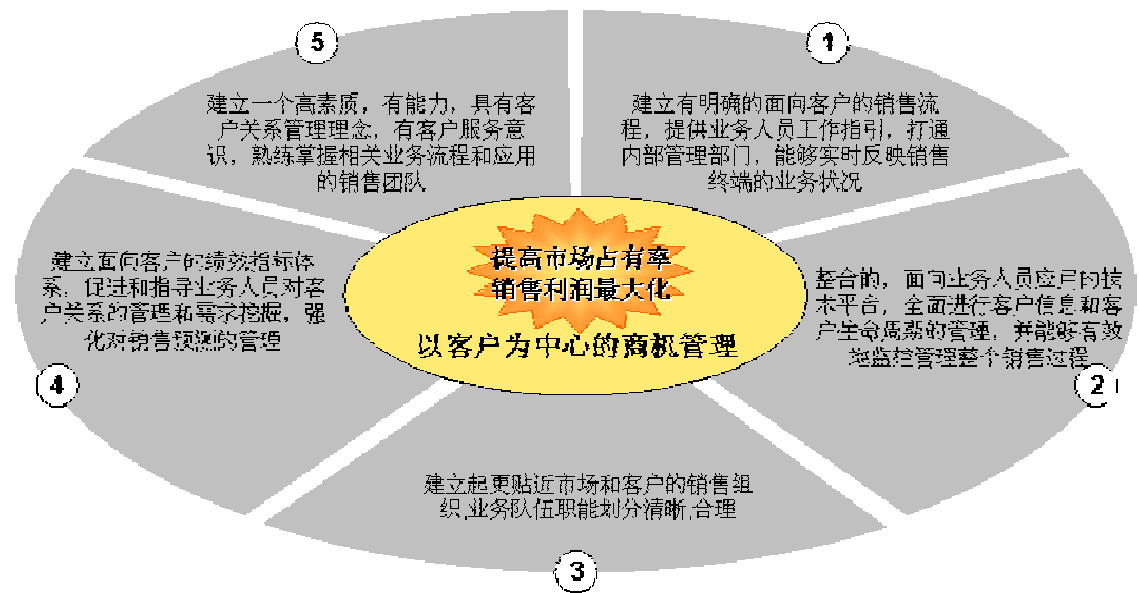 5
1
建立一个高素质，有能力，具有客
户关系管理理念，有客户服务意
识，熟练掌握相关业务流程和应用
的销售团队
建立有明确的面向客户的销售流
程，提供业务人员工作指引，打通
内部管理部门，能够实时反映销售
终端的业务状况
提高市场占有率
销售利润最大化
以客户为中心的商机管理
建立面向客户的绩效指标体
系，促进和指导业务人员对客
户关系的管理和需求挖掘，强
化对销售预测的管理
4
整合的，面向业务人员应用的技
术平台，全面进行客户信息和客
户生命周期的管理，并能够有效
地监控管理整个销售过程
2
建立起更贴近市场和客户的销售组
织,业务队伍职能划分清晰,合理
3